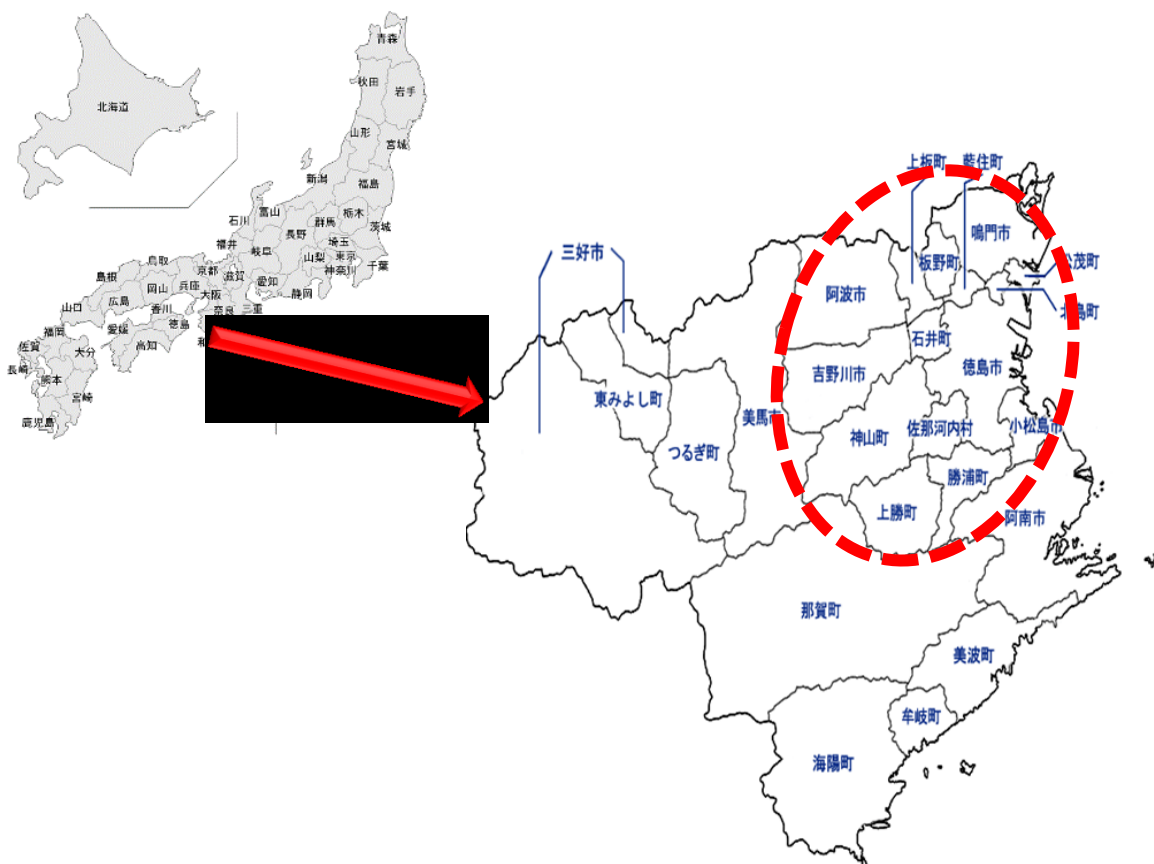 北海道
青森
秋田
岩手
山形
宮城
新潟
福島
富山
石川
群馬
栃木
茨城
長野
福井
埼玉
岐阜
山梨
東京
神奈川
千葉
鳥取
島根
京都
滋賀
愛知
静岡
岡山
兵庫
大阪
山口
広島
香川
奈良
三重
徳島
愛媛
福岡
高知
佐賀
大分
長崎
熊本
宮崎
鹿児島
上板町
藍住町
鳴門市
三好市
板野町
松茂町
阿波市
北島町
石井町
徳島市
吉野川市
東みよし町
美馬市
神山町
佐那河内村
小松島市
つるぎ町
勝浦町
上勝町
阿南市
那賀町
美波町
牟岐町
海陽町